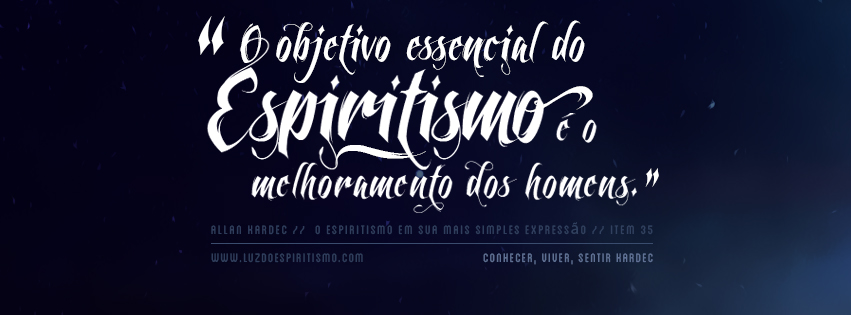 “O objetivo essencial do
Espiritismo é o
melhoramento dos homens.”
ALLAN KARDEC // O ESPIRITISMO EM SUA MAIS SIMPLES EXPRESSÃO // ITEM 35
WWW.LUZDOESPIRITISMO.COM CONHECER, VIVER, SENTIR KARDEC